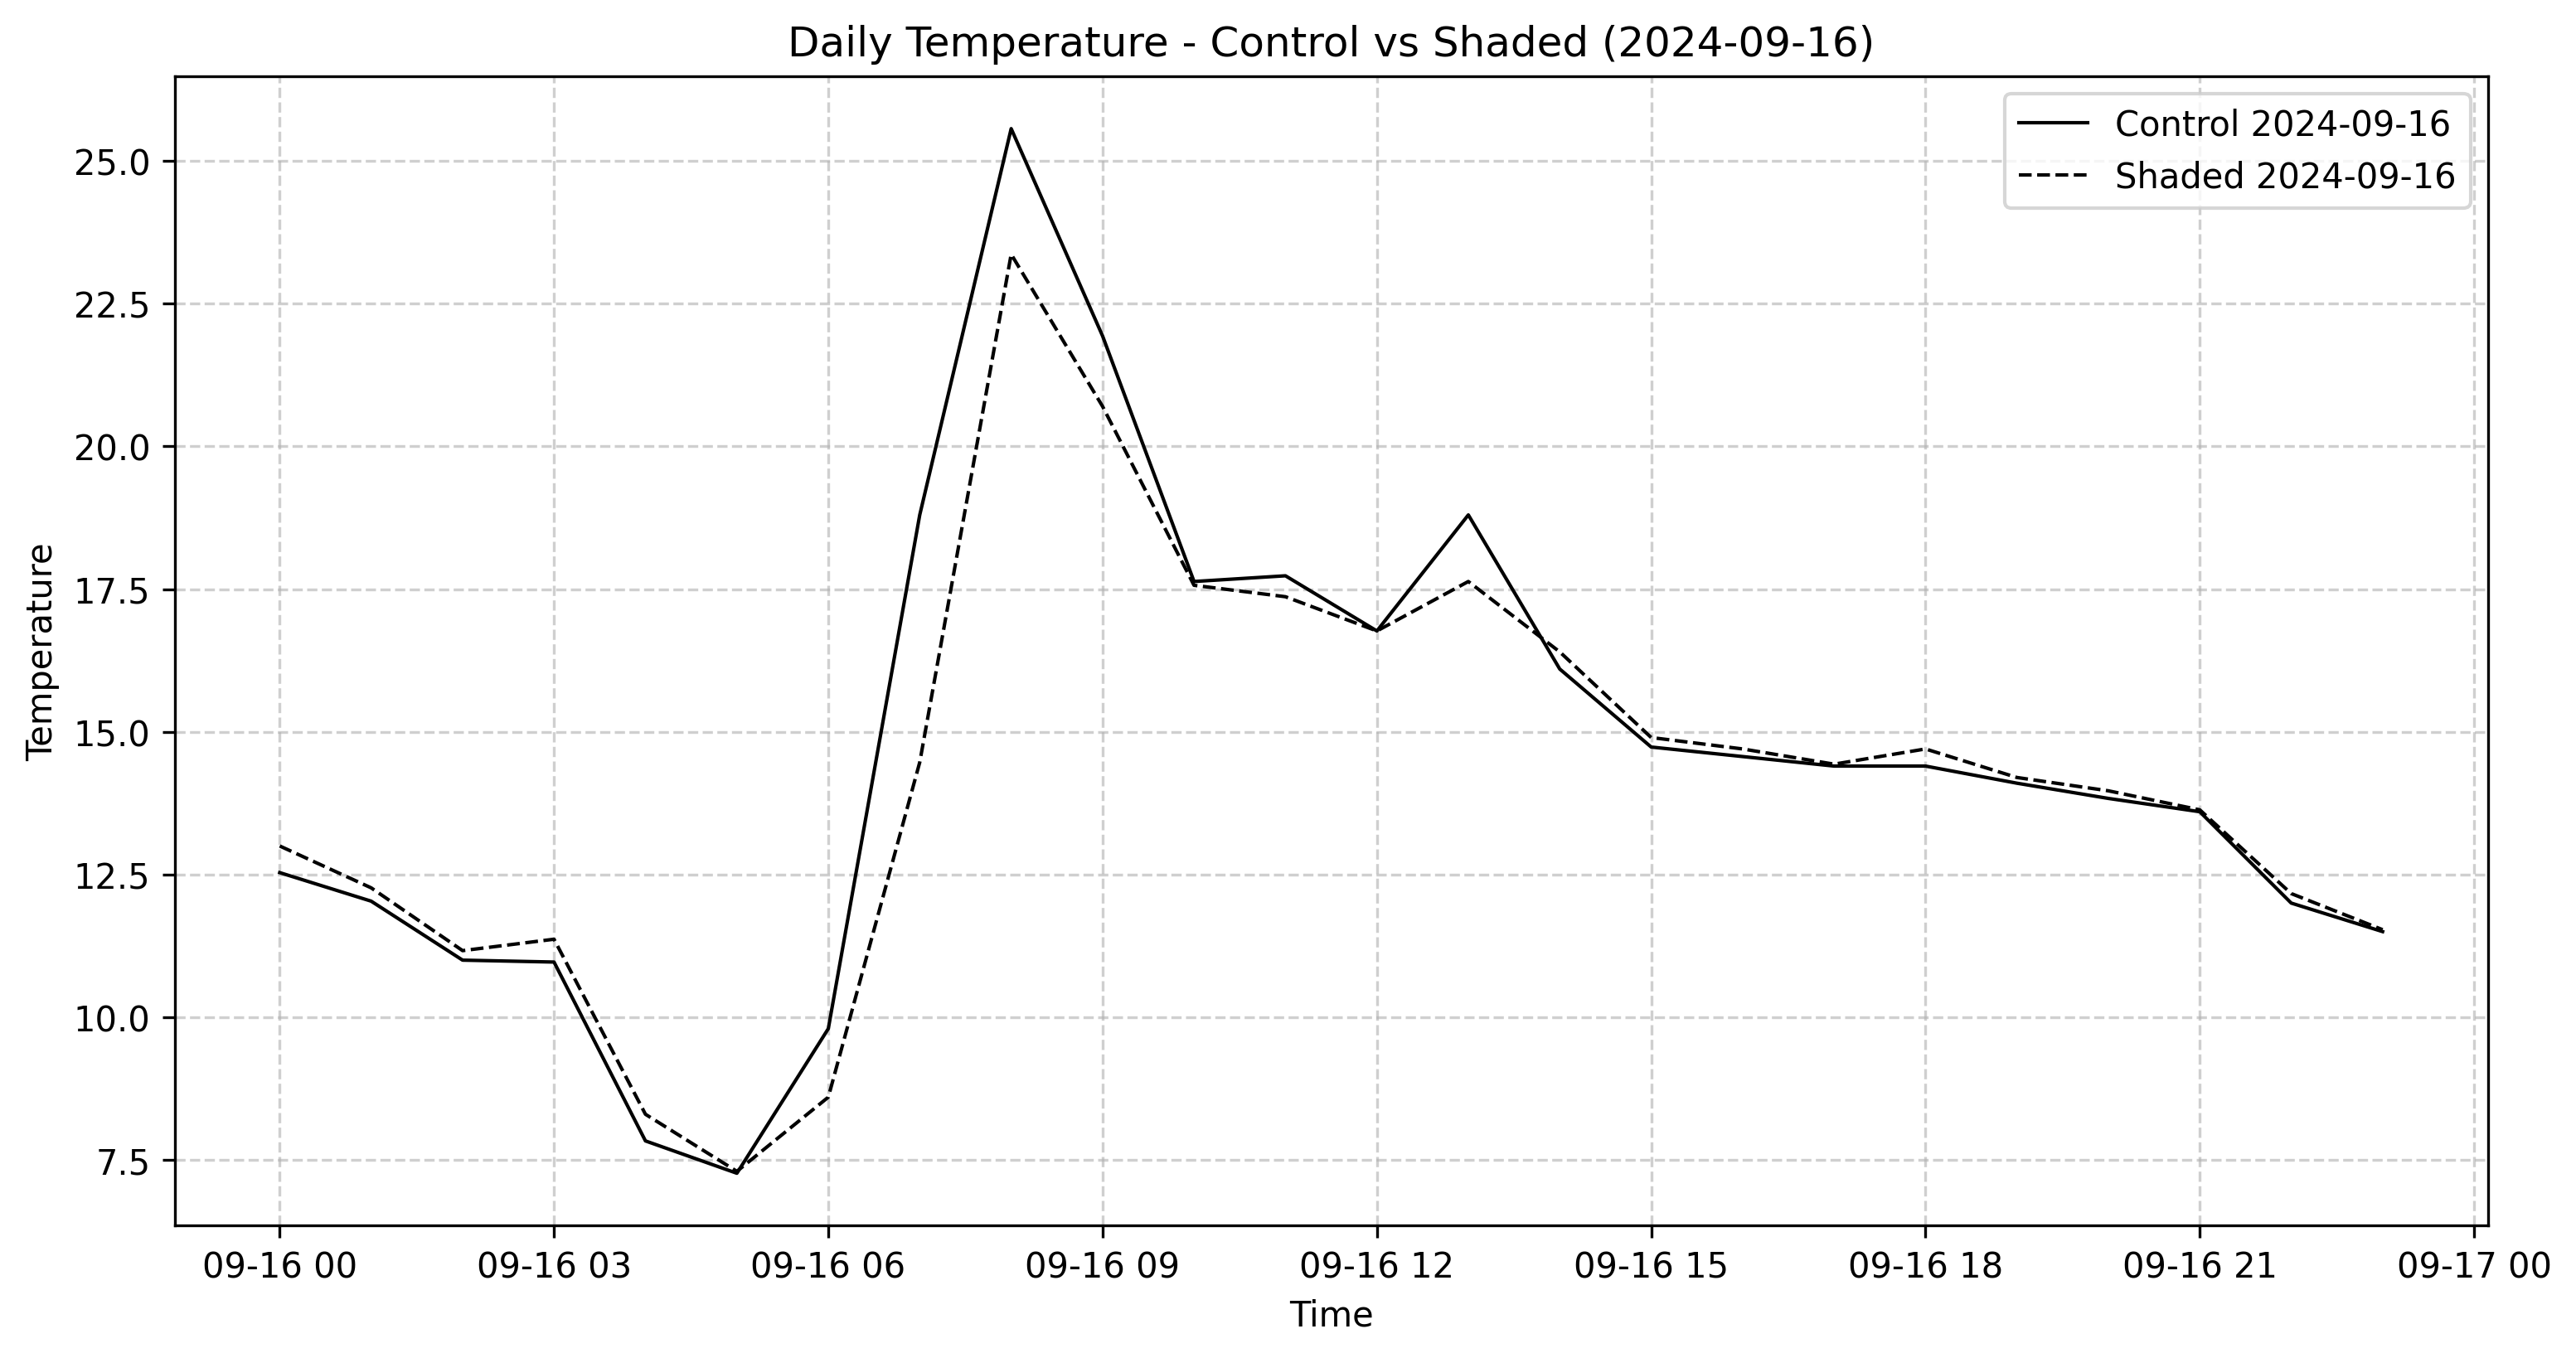 Daily Temperature - Control vs Shaded (2024-09-16)
Control 2024-09-16
Shaded 2024-09-16
25.0
22.5
20.0
17.5
15.0
12.5
10.0
7.5
Temperature
09-16 00 09-16 03 09-16 06 09-16 09 09-16 12 09-16 15 09-16 18 09-16 21 09-17 00
Time